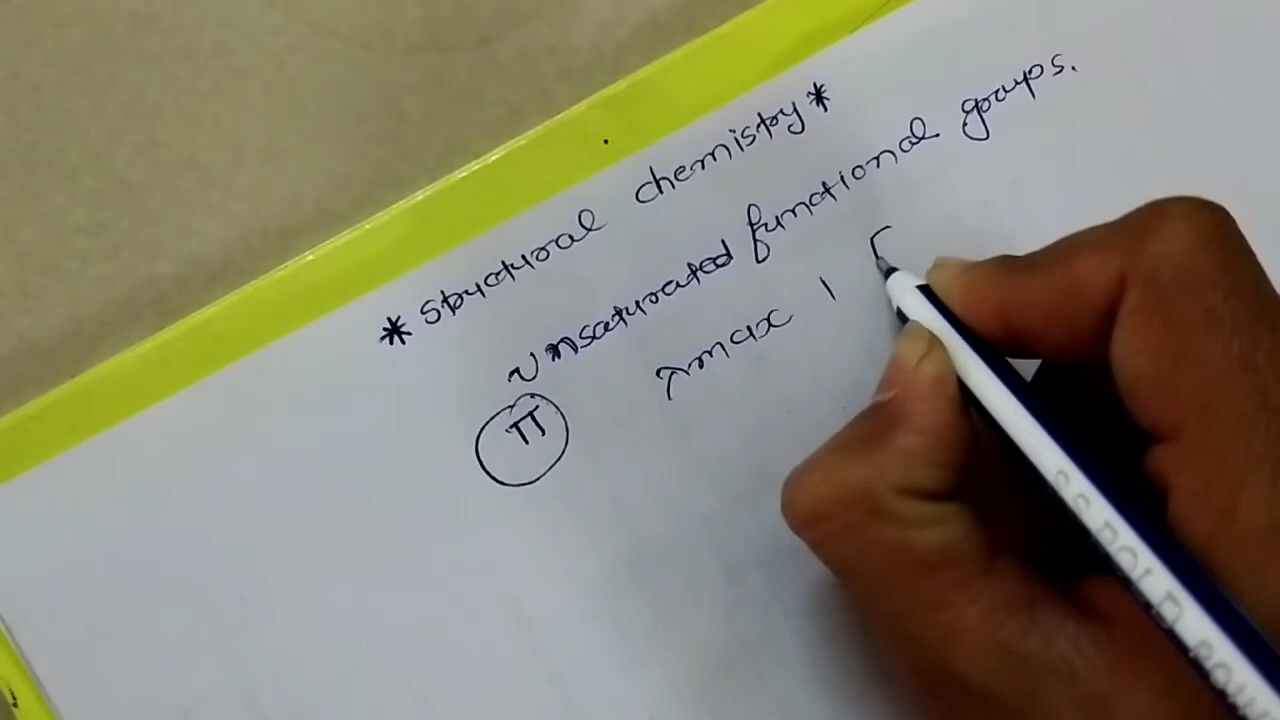 * Structural chemistry *
unsaturated functional groups.
π λmax ,